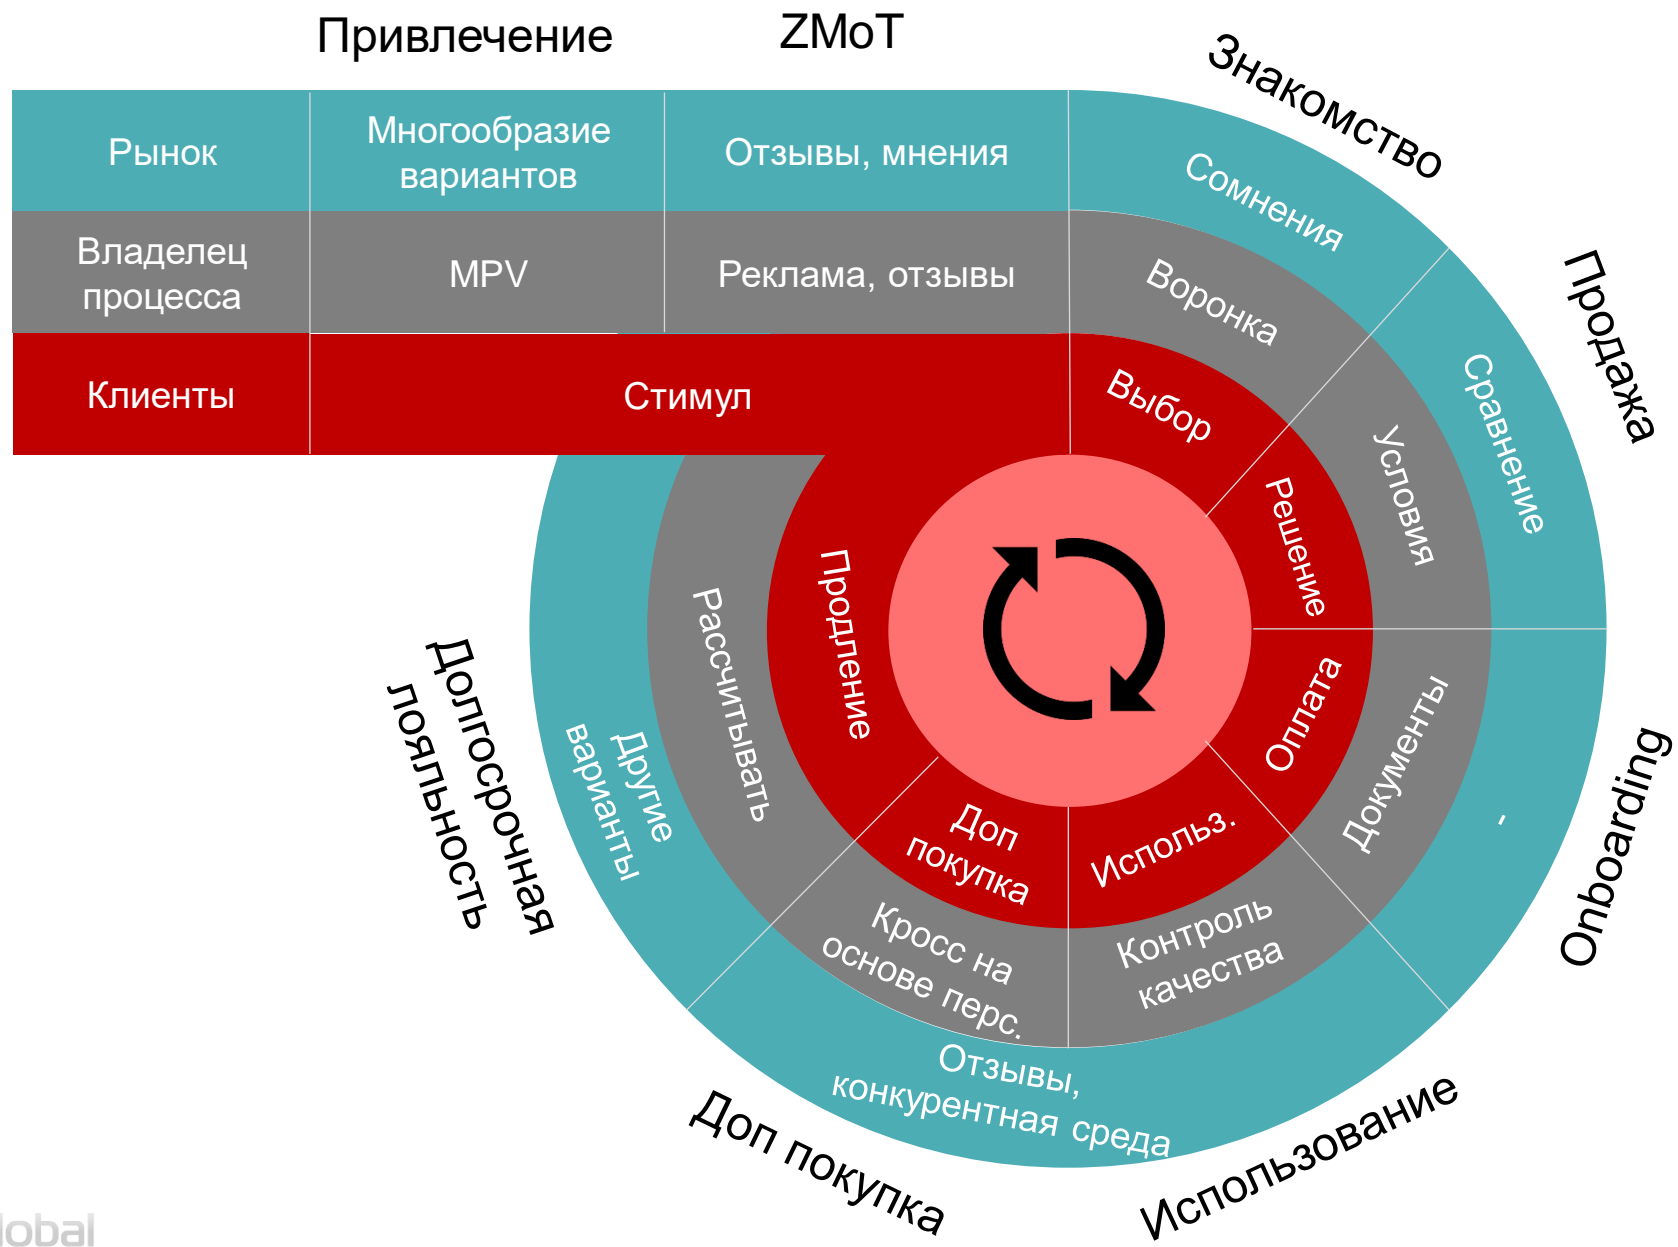 Привлечение
ZMoT
Знакомство
Продажа
Onboarding
Использование
Доп покупка
Долгосрочная
лояльность
Рынок
Многообразие
вариантов
Отзывы, мнения
Сомнения
Сравнение
-
Отзывы,
конкурентная среда
Другие
варианты
Владелец
процесса
MPV
Реклама, отзывы
Воронка
Условия
Документы
Контроль
качества
Кросс на
основе перс.
Рассчитывать
Клиенты
Стимул
Выбор
Решение
Оплата
Использ.
Доп
покупка
Продление
lobal